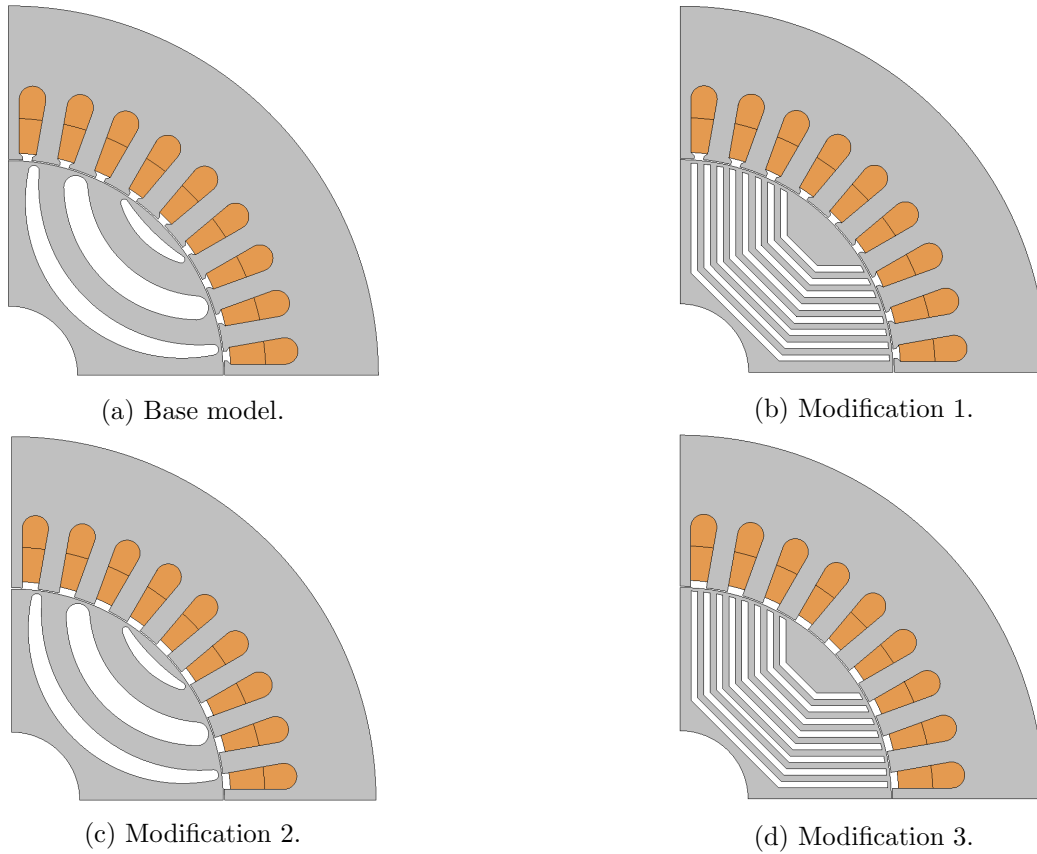 (a) Base model.
(b) Modification 1.
(c) Modification 2.
(d) Modification 3.